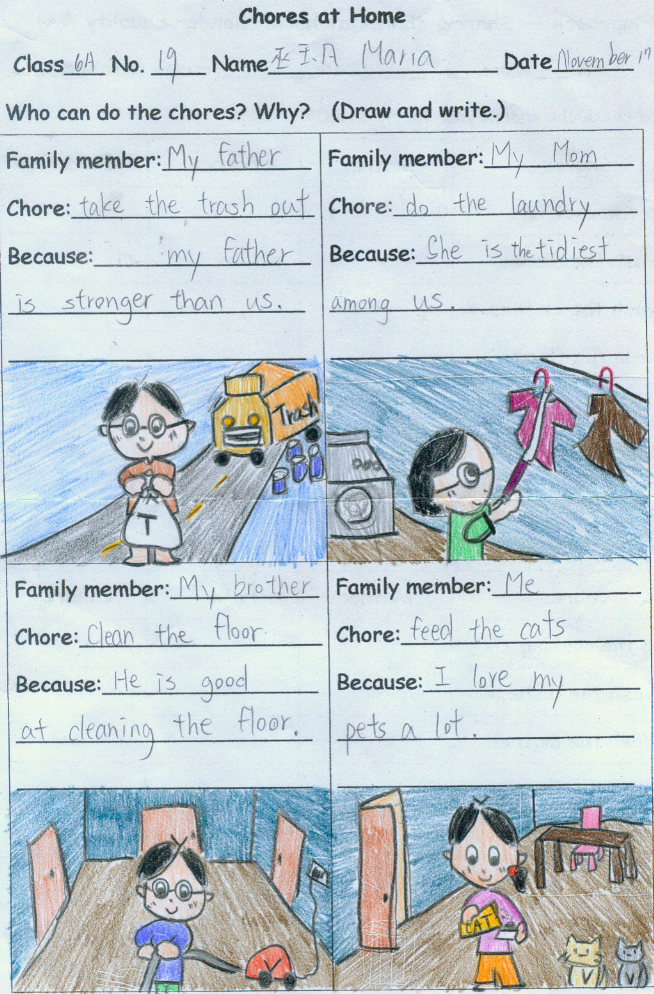 Chores at Home
Class 6A No. 19 Name Maria Date November 17
Who can do the chores? Why? (Draw and write.)
Family member: My father
Chore: take the trash out
Because: my father
is stronger than us.
Family member: My Mom
Chore: do the laundry
Because: She is the tidiest
among us.
Trash
T
Family member: My brother
Chore: Clean the floor
Because: He is good
at cleaning the floor.
Family member: Me
Chore: feed the cats
Because: I love my
pets a lot.
CAT